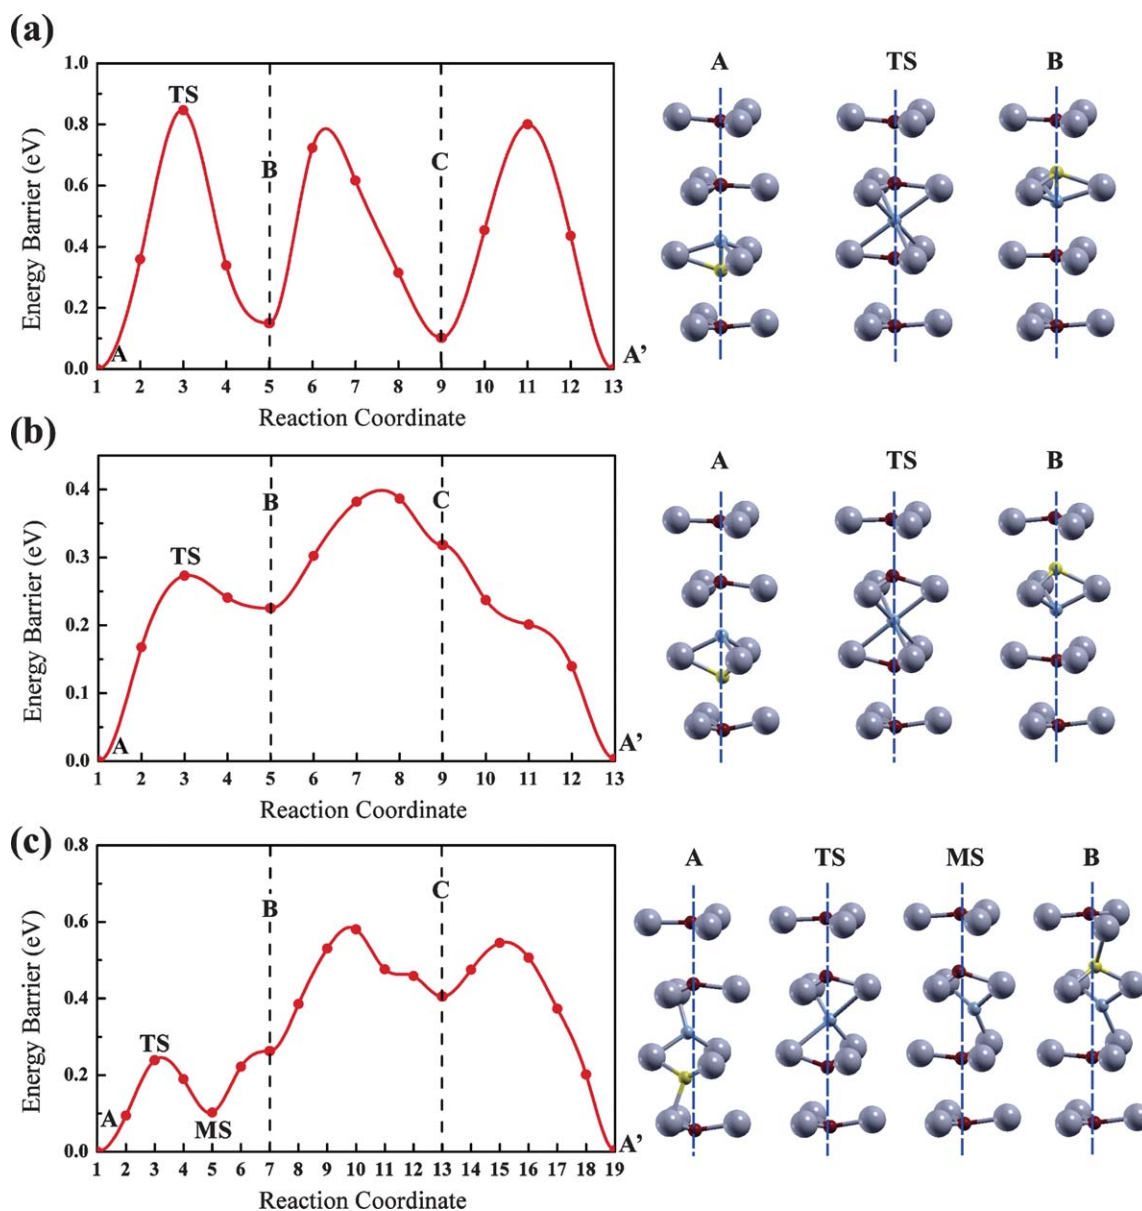 (a)
A TS B
1.0
0.8
0.6
0.4
0.2
0.0
Energy Barrier (eV)
TS
B
C
A
A’
1 2 3 4 5 6 7 8 9 10 11 12 13
Reaction Coordinate
(b)
A TS B
0.4
0.3
0.2
0.1
0.0
Energy Barrier (eV)
TS
B
C
A
A’
1 2 3 4 5 6 7 8 9 10 11 12 13
Reaction Coordinate
(c)
A TS MS B
0.8
0.6
0.4
0.2
0.0
Energy Barrier (eV)
B
C
TS
A
MS
A’
1 2 3 4 5 6 7 8 9 10 11 12 13 14 15 16 17 18 19
Reaction Coordinate